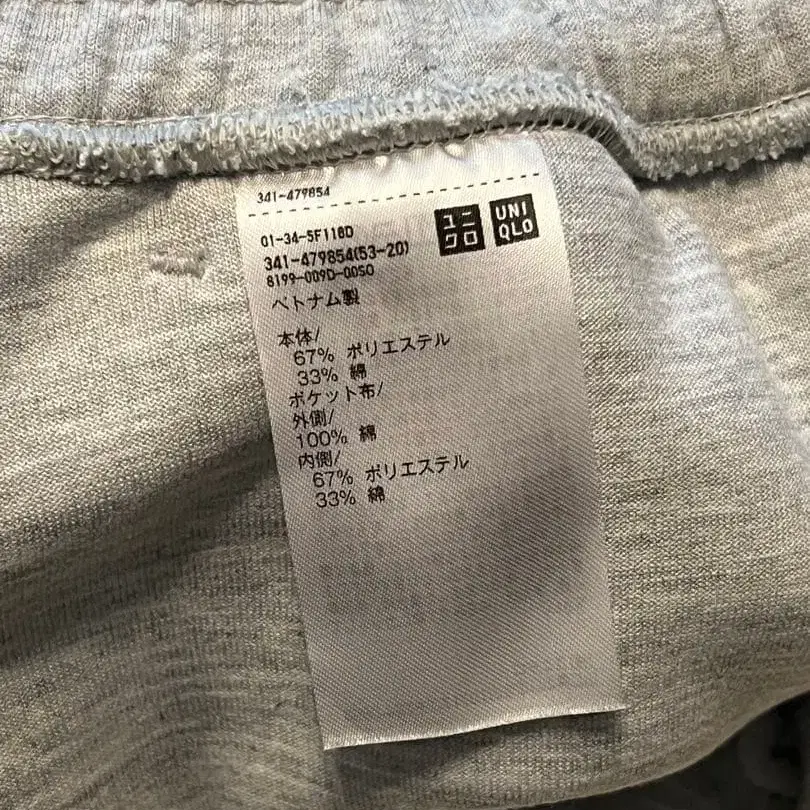 341-479854
01-34-5F118D
341-479854(53-20)
8199-009D-00SO
ユニ
クロ
UNI
QLO
ベトナム製
本体/
67% ポリエステル
33% 綿
ポケット布/
外側/
100% 綿
内側/
67% ポリエステル
33% 綿